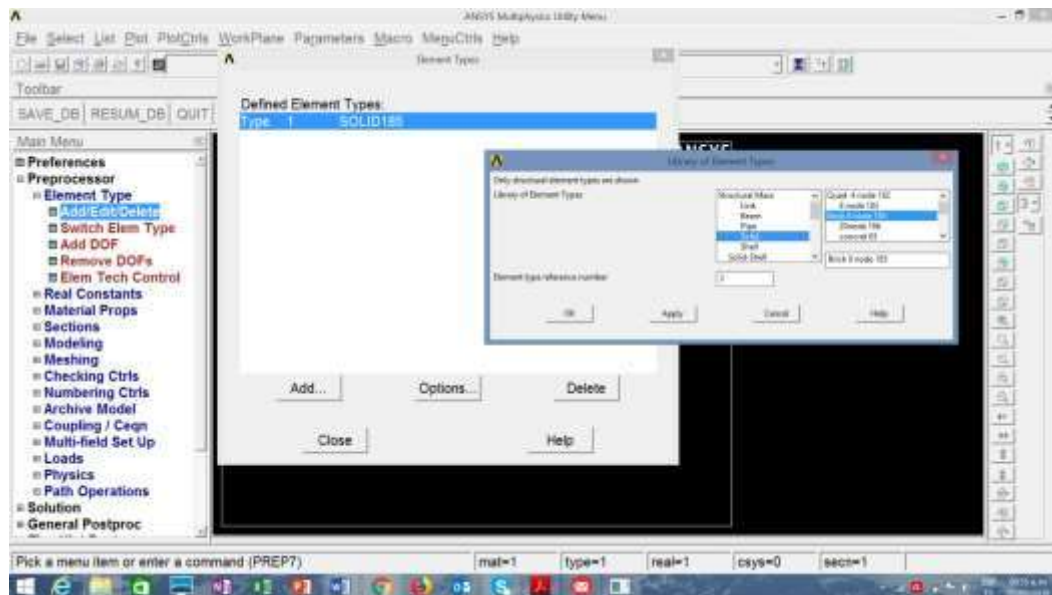 ANSYS Multiphysics Utility Menu
File Select List Plot PlotCtrls WorkPlane Parameters Macro MenuCtrls Help
Toolbar
SAVE_DB RESUM_DB QUIT
Main Menu
Preferences
Preprocessor
Element Type
Add/Edit/Delete
Switch Elem Type
Add DOF
Remove DOFs
Elem Tech Control
Real Constants
Material Props
Sections
Modeling
Meshing
Checking Ctrls
Numbering Ctrls
Archive Model
Coupling / Ceqn
Multi-field Set Up
Loads
Physics
Path Operations
Solution
General Postproc
Element Types
Defined Element Types:
Type 1 SOLID185
Add... Options... Delete
Close Help
Library of Element Types
Only structural element types are shown
Library of Element Types
Structural Mass
Link
Beam
Pipe
Solid
Shell
Solid-Shell
Quad 4 node 182
8 node 183
Brick 8 node 185
20node 186
concret 65
Brick 8 node 185
Element type reference number
OK Apply Cancel Help
Pick a menu item or enter a command (PREP7) mat=1 type=1 real=1 csys=0 secn=1